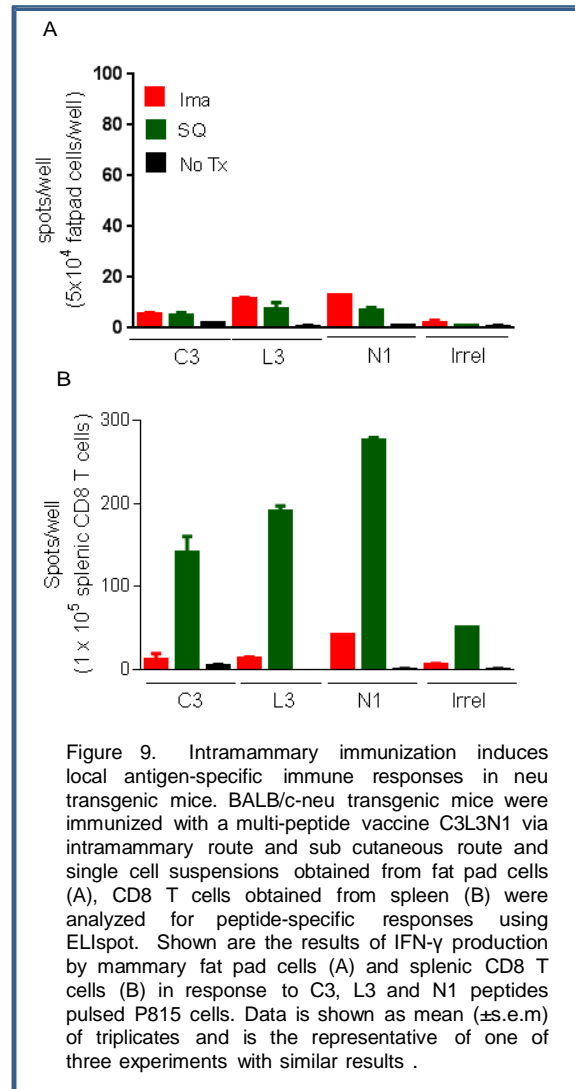 A
100
80
60
40
20
0
spots/well
(5x10⁴ fatpad cells/well)
Ima
SQ
No Tx
C3 L3 N1 Irrel
B
300
200
100
0
Spots/well
(1 x 10⁵ splenic CD8 T cells)
C3 L3 N1 Irrel
Figure 9. Intramammary immunization induces
local antigen-specific immune responses in neu
transgenic mice. BALB/c-neu transgenic mice were
immunized with a multi-peptide vaccine C3L3N1 via
intramammary route and sub cutaneous route and
single cell suspensions obtained from fat pad cells
(A), CD8 T cells obtained from spleen (B) were
analyzed for peptide-specific responses using
ELIspot. Shown are the results of IFN-γ production
by mammary fat pad cells (A) and splenic CD8 T
cells (B) in response to C3, L3 and N1 peptides
pulsed P815 cells. Data is shown as mean (±s.e.m)
of triplicates and is the representative of one of
three experiments with similar results .